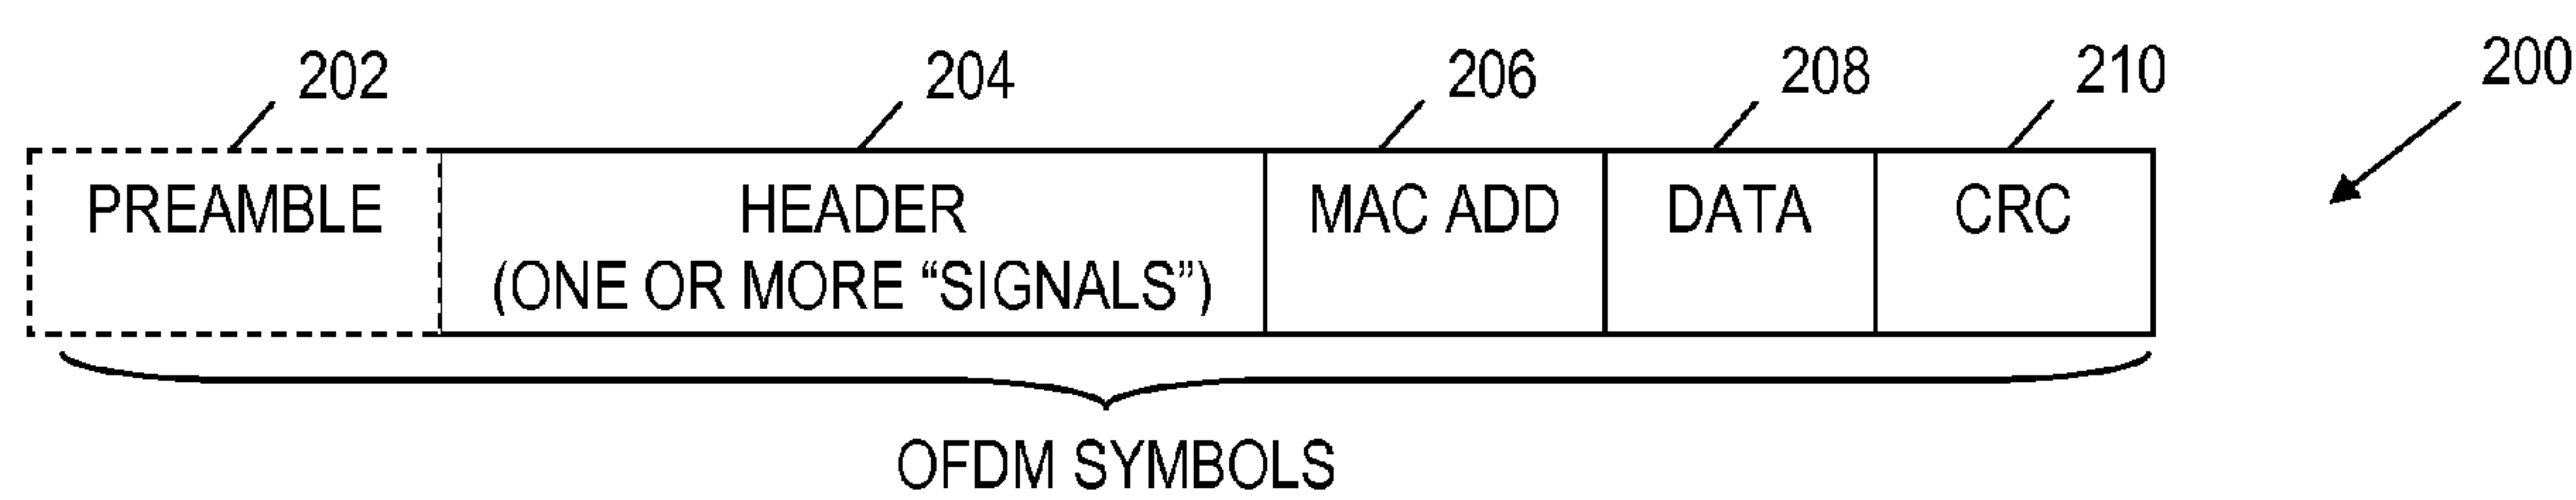 202 204 206 208 210 200
PREAMBLE HEADER MAC ADD DATA CRC
(ONE OR MORE “SIGNALS”)
OFDM SYMBOLS